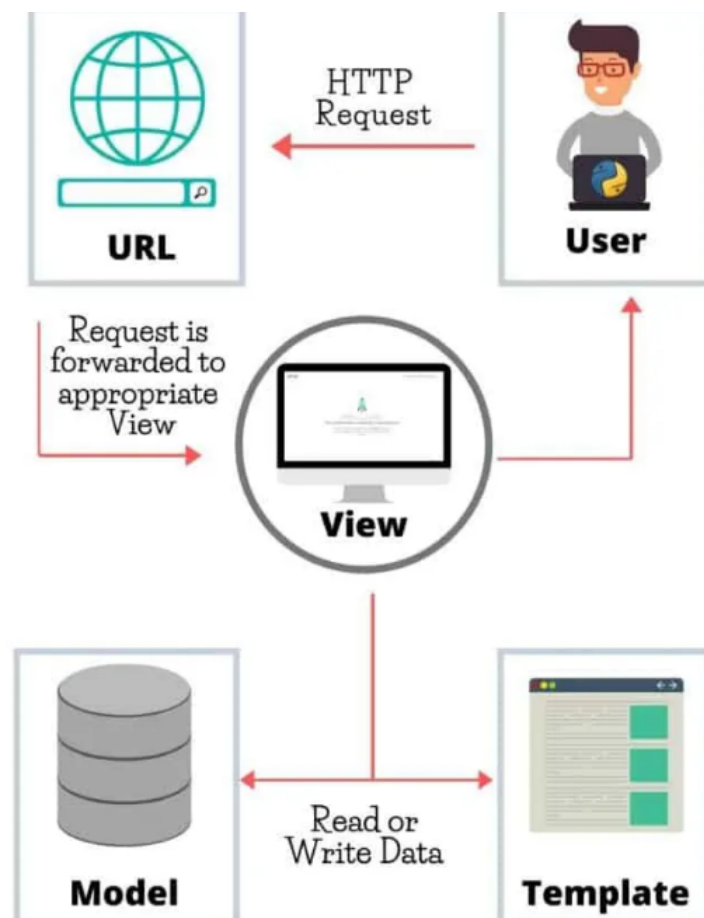 HTTP
Request
URL
User
Request is
forwarded to
appropriate
View
View
Read or
Write Data
Model
Template